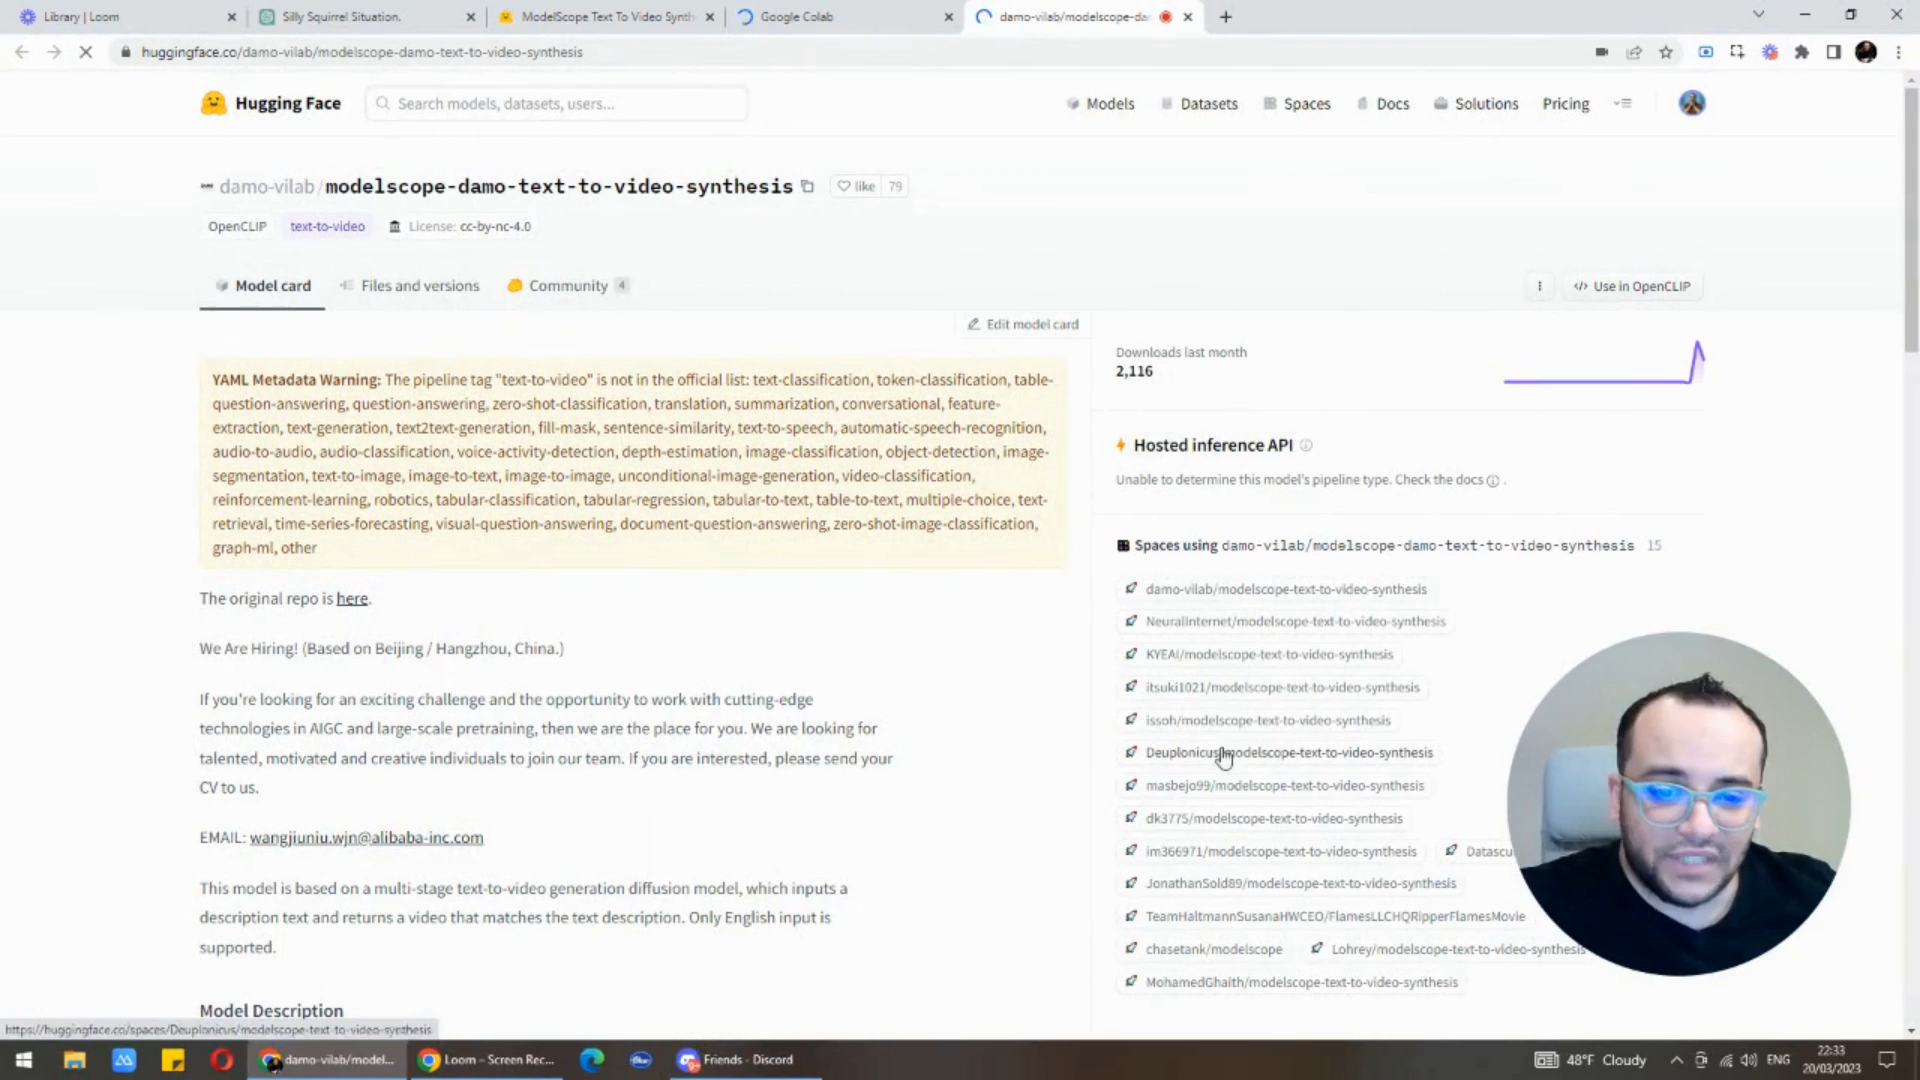 Library | Loom
Silly Squirrel Situation.
ModelScope Text To Video Synth
Google Colab
damo-vilab/modelscope-da
huggingface.co/damo-vilab/modelscope-damo-text-to-video-synthesis
Hugging Face
Search models, datasets, users...
Models
Datasets
Spaces
Docs
Solutions
Pricing
damo-vilab/modelscope-damo-text-to-video-synthesis
like 79
OpenCLIP
text-to-video
License: cc-by-nc-4.0
Model card
Files and versions
Community 4
</> Use in OpenCLIP
Edit model card
YAML Metadata Warning: The pipeline tag "text-to-video" is not in the official list: text-classification, token-classification, table-
question-answering, question-answering, zero-shot-classification, translation, summarization, conversational, feature-
extraction, text-generation, text2text-generation, fill-mask, sentence-similarity, text-to-speech, automatic-speech-recognition,
audio-to-audio, audio-classification, voice-activity-detection, depth-estimation, image-classification, object-detection, image-
segmentation, text-to-image, image-to-text, image-to-image, unconditional-image-generation, video-classification,
reinforcement-learning, robotics, tabular-classification, tabular-regression, tabular-to-text, table-to-text, multiple-choice, text-
retrieval, time-series-forecasting, visual-question-answering, document-question-answering, zero-shot-image-classification,
graph-ml, other
The original repo is here.
We Are Hiring! (Based on Beijing / Hangzhou, China.)
If you're looking for an exciting challenge and the opportunity to work with cutting-edge
technologies in AIGC and large-scale pretraining, then we are the place for you. We are looking for
talented, motivated and creative individuals to join our team. If you are interested, please send your
CV to us.
EMAIL: wangjiuniu.wjn@alibaba-inc.com
This model is based on a multi-stage text-to-video generation diffusion model, which inputs a
description text and returns a video that matches the text description. Only English input is
supported.
Model Description
Downloads last month
2,116
Hosted inference API
Unable to determine this model's pipeline type. Check the docs .
Spaces using damo-vilab/modelscope-damo-text-to-video-synthesis 15
damo-vilab/modelscope-text-to-video-synthesis
NeuralInternet/modelscope-text-to-video-synthesis
KYEAI/modelscope-text-to-video-synthesis
itsuki1021/modelscope-text-to-video-synthesis
issoh/modelscope-text-to-video-synthesis
Deuplonicus/modelscope-text-to-video-synthesis
masbejo99/modelscope-text-to-video-synthesis
dk3775/modelscope-text-to-video-synthesis
im366971/modelscope-text-to-video-synthesis
Datascu
JonathanSold89/modelscope-text-to-video-synthesis
TeamHaltmannSusanaHWCEO/FlamesLLCHQRipperFlamesMovie
chasetank/modelscope
Lohrey/modelscope-text-to-video-synthesis
MohamedGhaith/modelscope-text-to-video-synthesis
https://huggingface.co/spaces/Deuplonicus/modelscope-text-to-video-synthesis
damo-vilab/model...
Loom – Screen Rec...
Friends - Discord
48°F Cloudy
ENG
22:33
20/03/2023